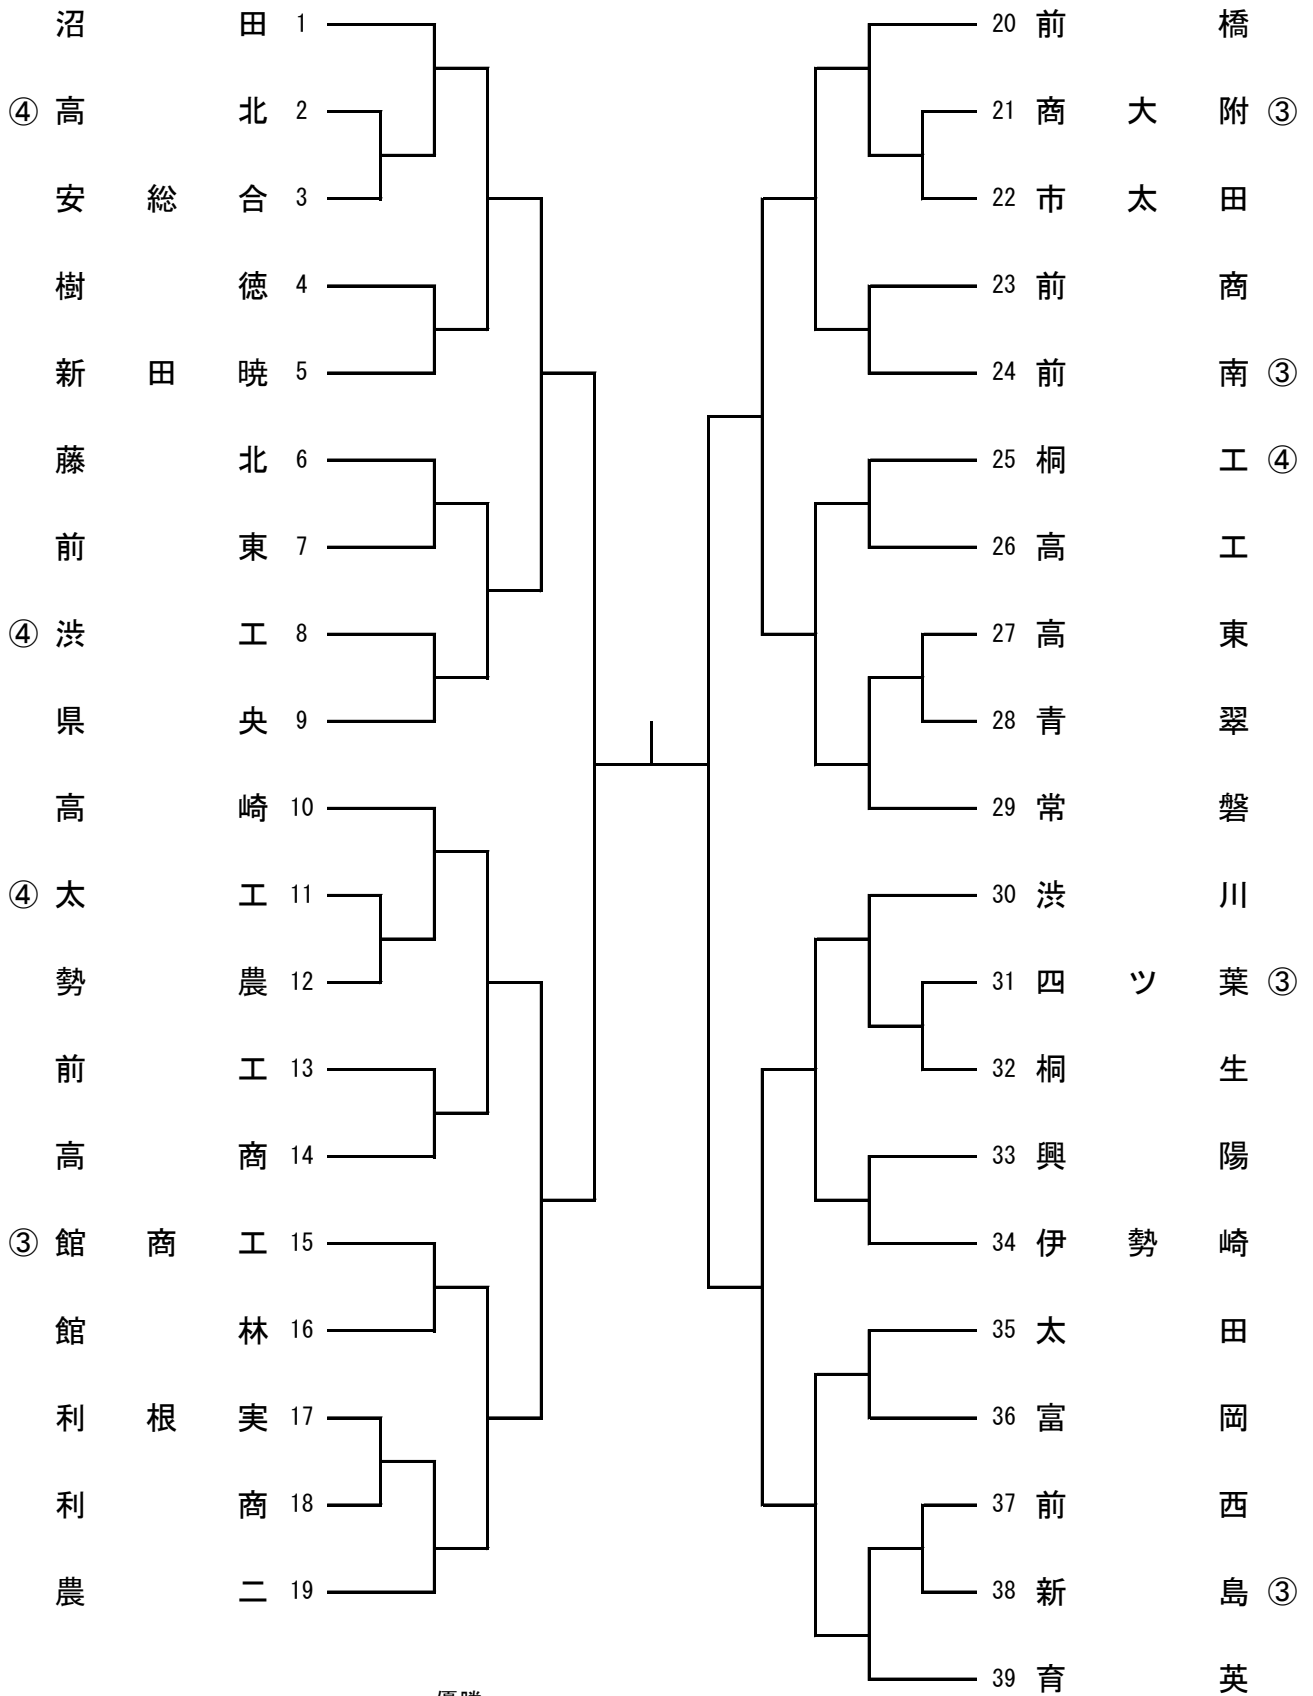 沼田 1
④ 高北 2
安総合 3
樹徳 4
新田暁 5
藤北 6
前東 7
④ 渋工 8
県央 9
高崎 10
④ 太工 11
勢農 12
前工 13
高商 14
③ 館商工 15
館林 16
利根実 17
利商 18
農二 19
20 前橋
21 商大附 ③
22 市太田
23 前商
24 前南 ③
25 桐工 ④
26 高工
27 高東
28 青翠
29 常磐
30 渋川
31 四ツ葉 ③
32 桐生
33 興陽
34 伊勢崎
35 太田
36 富岡
37 前西
38 新島 ③
39 育英
優勝